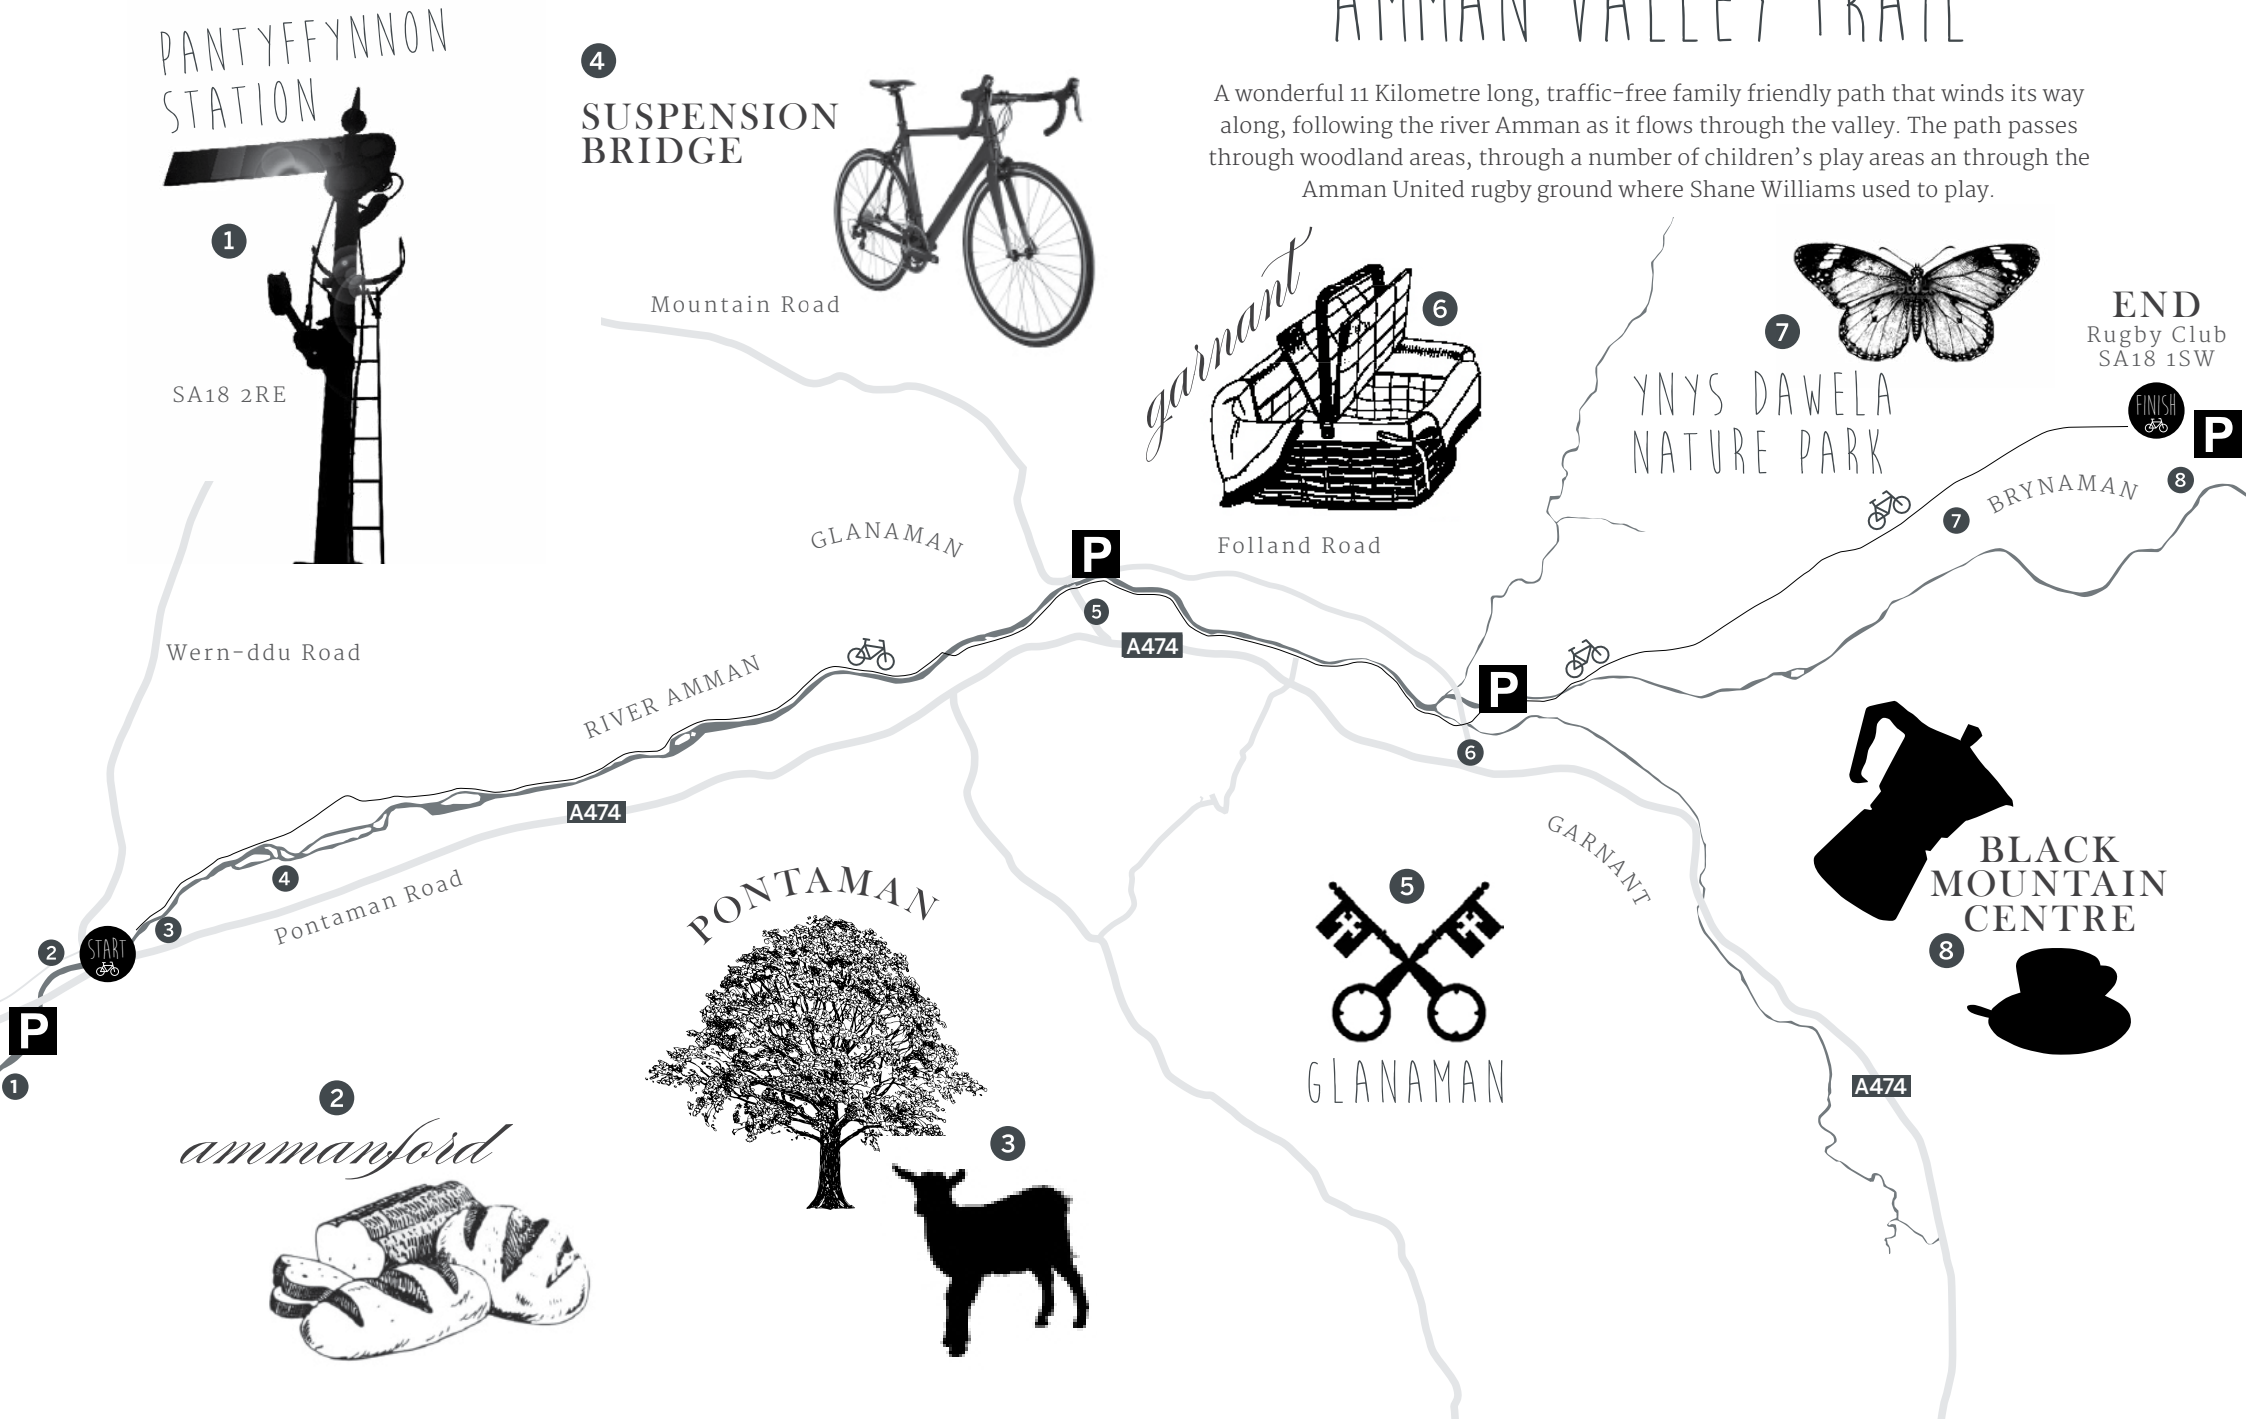 AMMAN VALLEY TRAIL
A wonderful 11 Kilometre long, traffic-free family friendly path that winds its way
along, following the river Amman as it flows through the valley. The path passes
through woodland areas, through a number of children's play areas an through the
Amman United rugby ground where Shane Williams used to play.
PANTYFFYNNON
STATION
1
SA18 2RE
4
SUSPENSION
BRIDGE
Mountain Road
garnant
6
7
YNYS DAWELA
NATURE PARK
END
Rugby Club
SA18 1SW
FINISH
P
8
BRYNAMAN
7
GLANAMAN
P
5
A474
Folland Road
Wern-ddu Road
RIVER AMMAN
P
6
A474
4
Pontaman Road
3
2
START
P
1
GARNANT
BLACK
MOUNTAIN
CENTRE
8
A474
PONTAMAN
3
5
GLANAMAN
2
ammanford